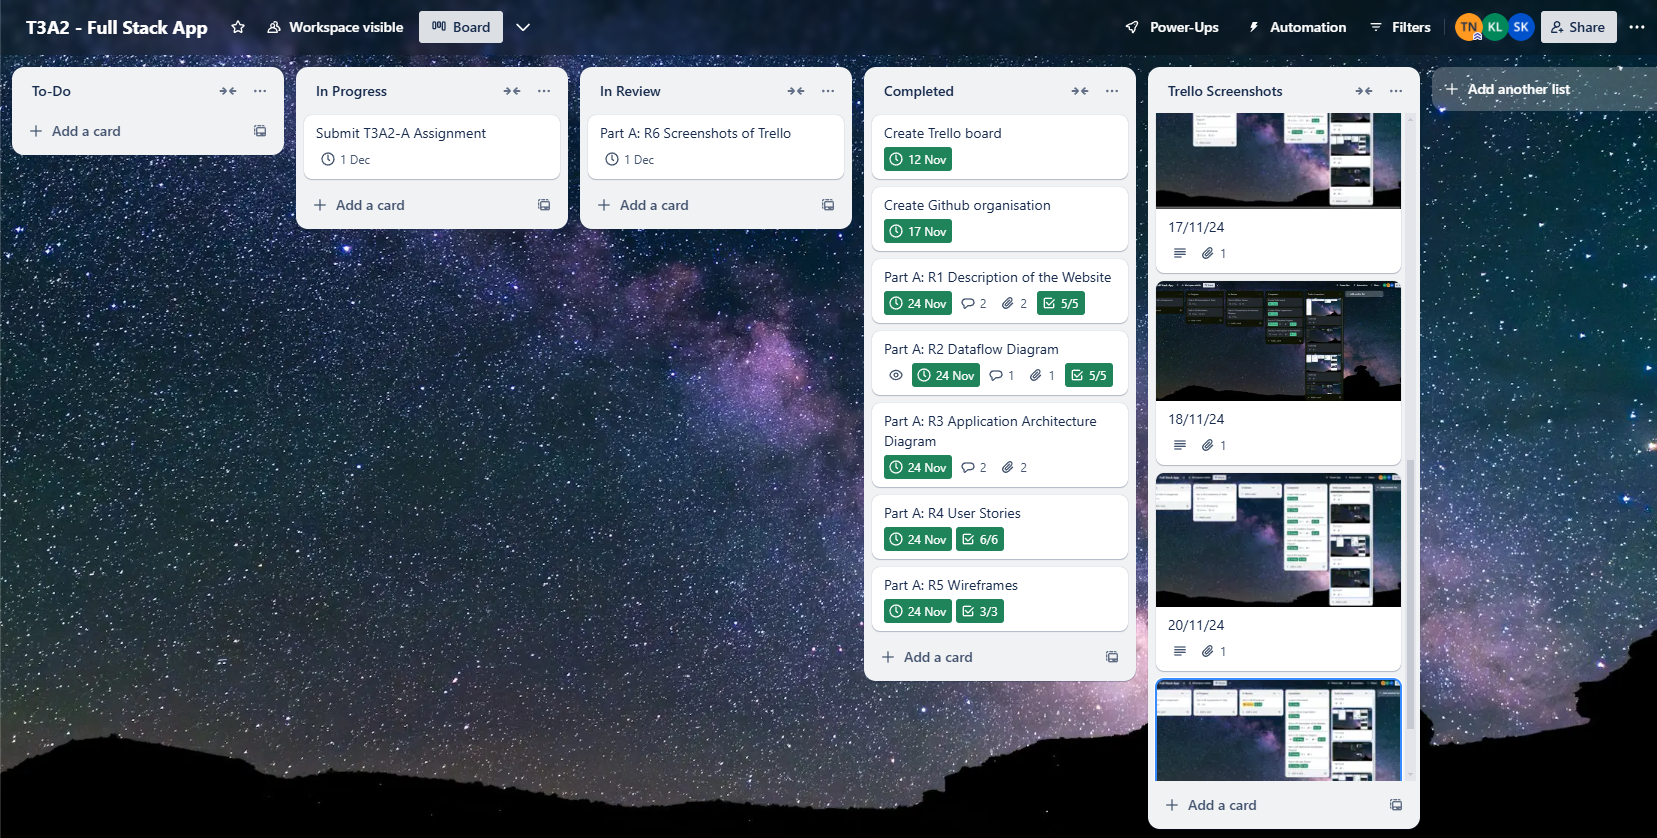 T3A2 - Full Stack App
Workspace visible
Board
Power-Ups
Automation
Filters
TN
KL
SK
Share
To-Do
Add a card
In Progress
Submit T3A2-A Assignment
1 Dec
Add a card
In Review
Part A: R6 Screenshots of Trello
1 Dec
Add a card
Completed
Create Trello board
12 Nov
Create Github organisation
17 Nov
Part A: R1 Description of the Website
24 Nov 2 2 5/5
Part A: R2 Dataflow Diagram
24 Nov 1 1 5/5
Part A: R3 Application Architecture
Diagram
24 Nov 2 2
Part A: R4 User Stories
24 Nov 6/6
Part A: R5 Wireframes
24 Nov 3/3
Add a card
Trello Screenshots
17/11/24
1
18/11/24
1
20/11/24
1
Add a card
Add another list